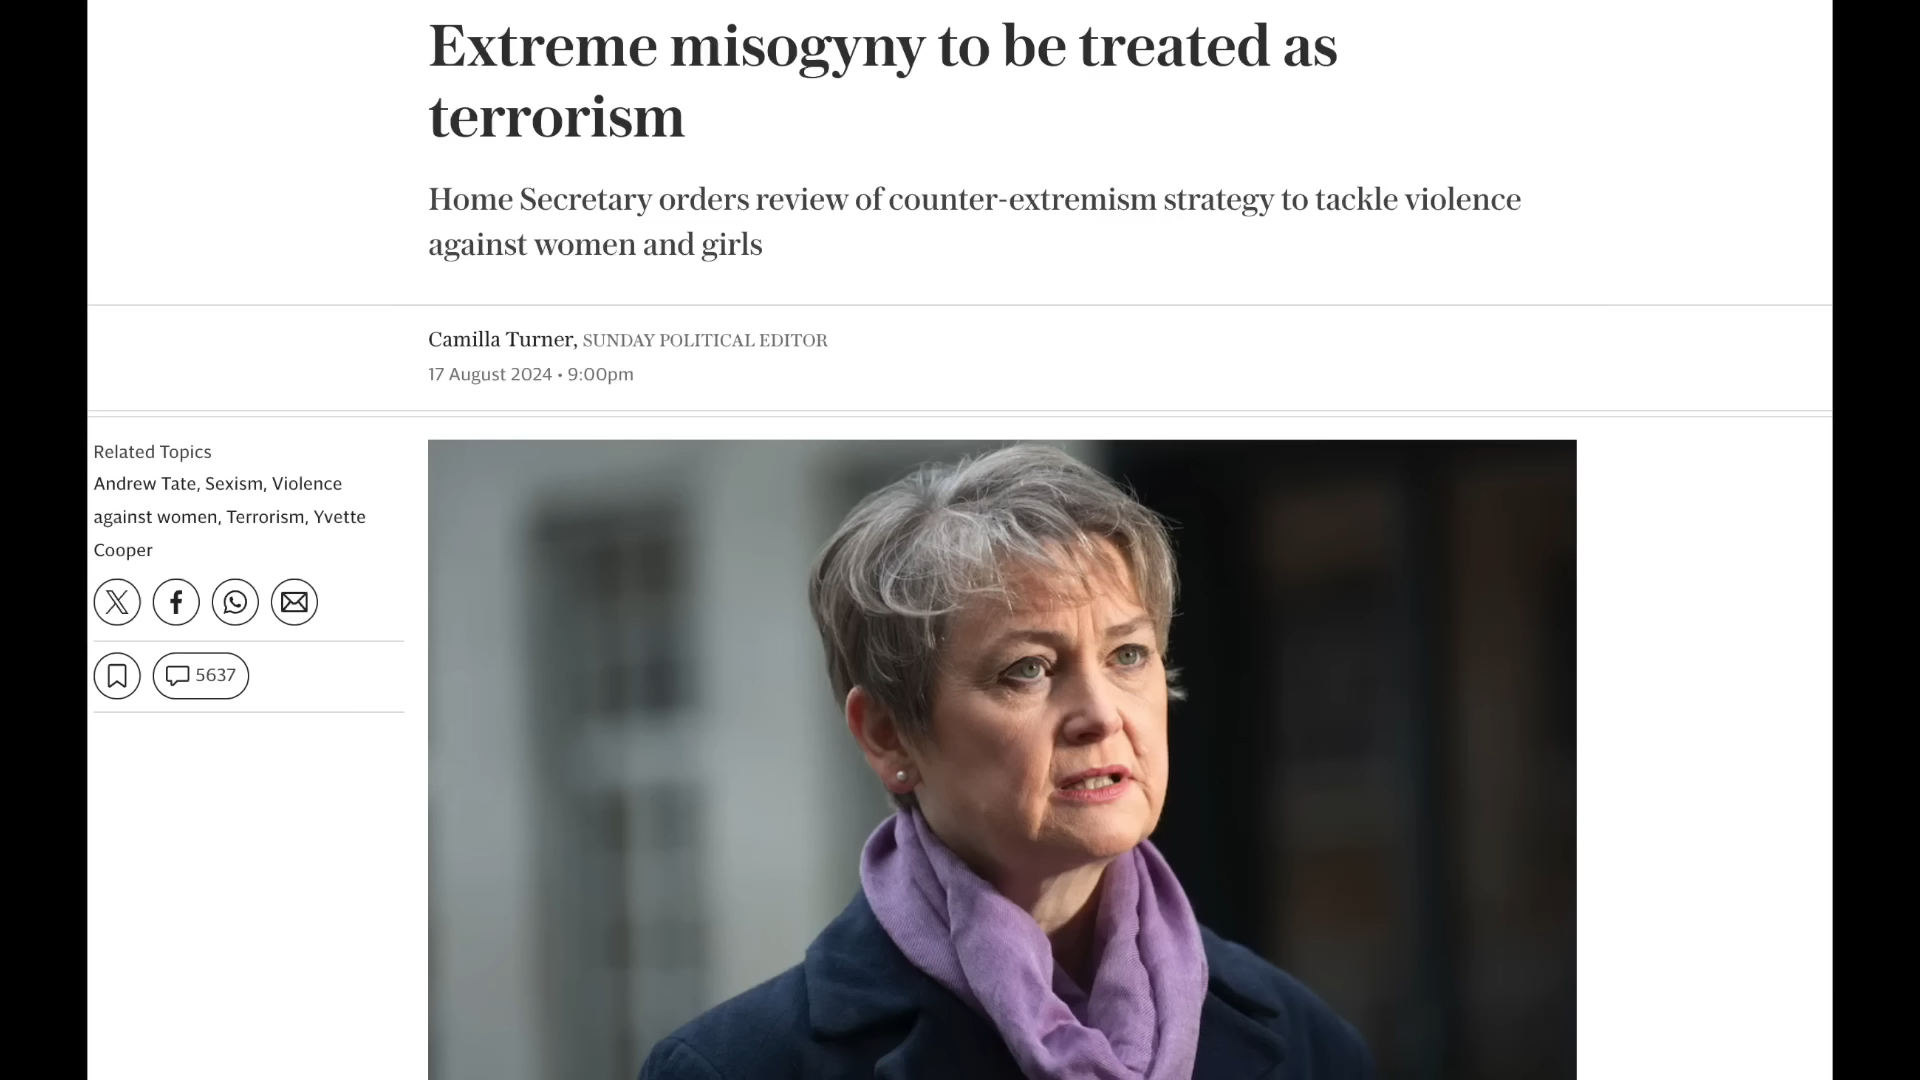 Extreme misogyny to be treated as
terrorism
Home Secretary orders review of counter-extremism strategy to tackle violence
against women and girls
Camilla Turner, SUNDAY POLITICAL EDITOR
17 August 2024 • 9:00pm
Related Topics
Andrew Tate, Sexism, Violence
against women, Terrorism, Yvette
Cooper
5637